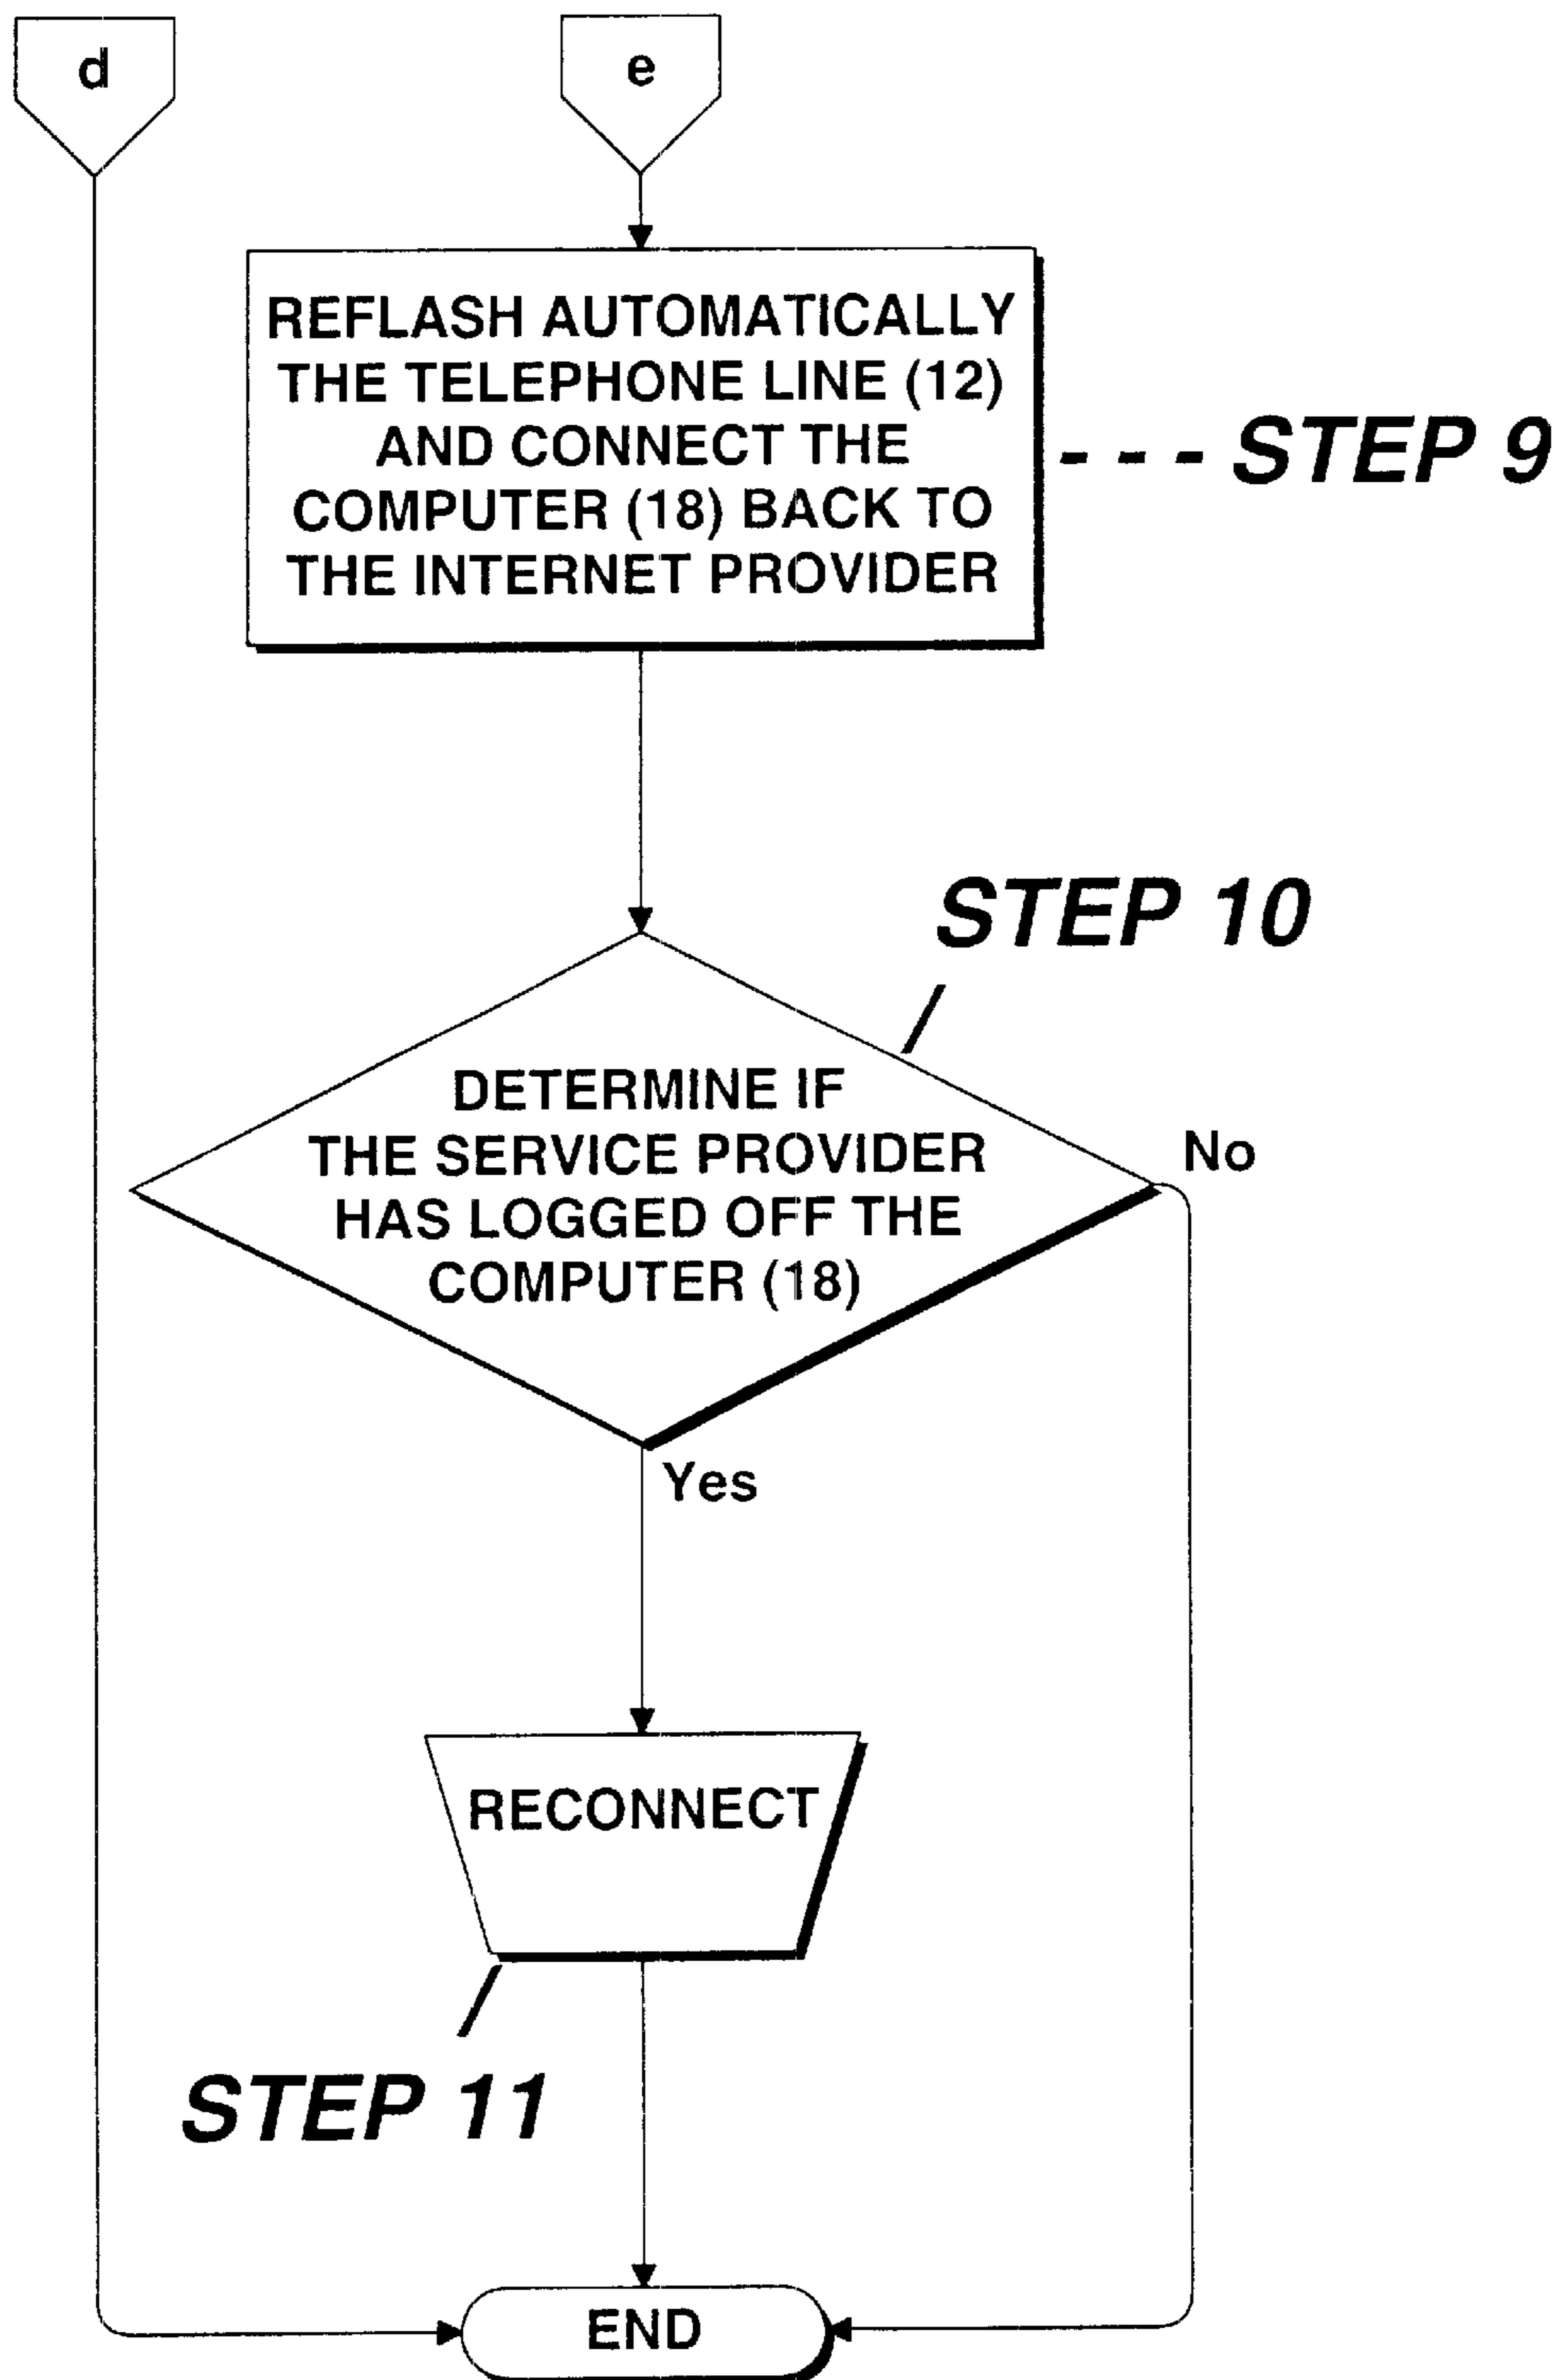 d
e
REFLASH AUTOMATICALLY
THE TELEPHONE LINE (12)
AND CONNECT THE
COMPUTER (18) BACK TO
THE INTERNET PROVIDER
STEP 9
STEP 10
DETERMINE IF
THE SERVICE PROVIDER
HAS LOGGED OFF THE
COMPUTER (18)
No
Yes
RECONNECT
STEP 11
END